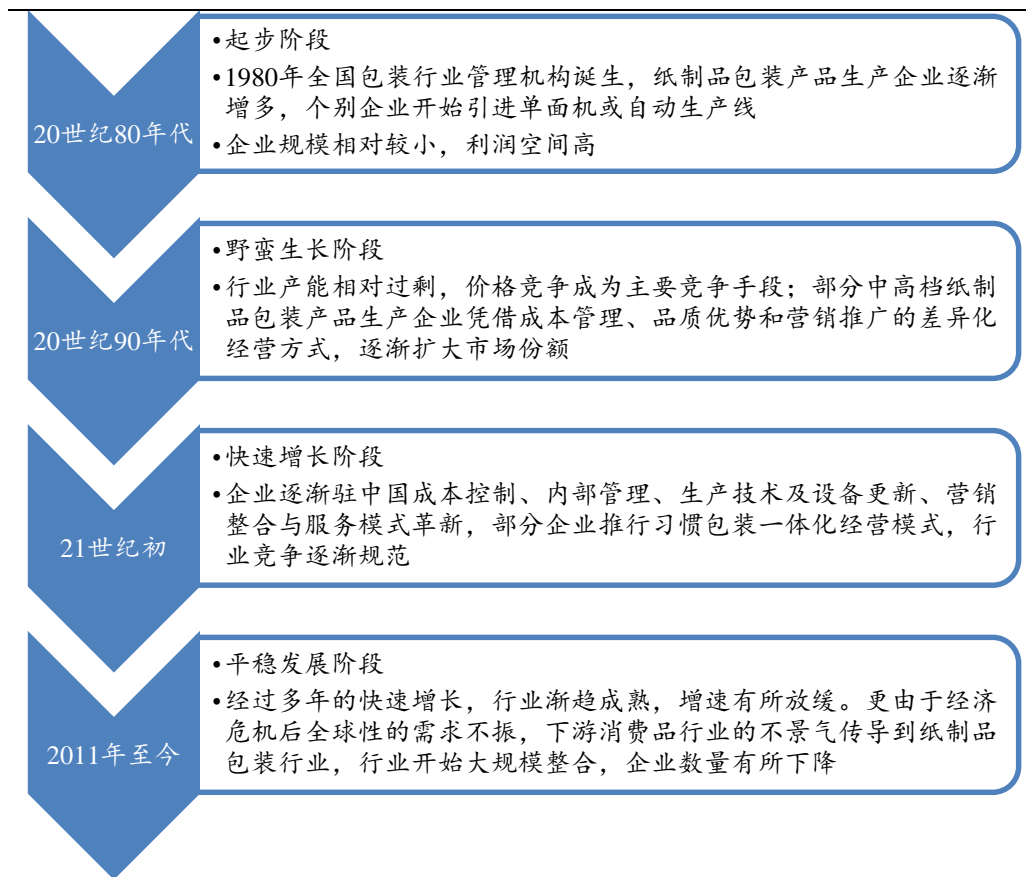 20世纪80年代
•起步阶段
•1980年全国包装行业管理机构诞生，纸制品包装产品生产企业逐渐
增多，个别企业开始引进单面机或自动生产线
•企业规模相对较小，利润空间高
20世纪90年代
•野蛮生长阶段
•行业产能相对过剩，价格竞争成为主要竞争手段；部分中高档纸制
品包装产品生产企业凭借成本管理、品质优势和营销推广的差异化
经营方式，逐渐扩大市场份额
21世纪初
•快速增长阶段
•企业逐渐驻中国成本控制、内部管理、生产技术及设备更新、营销
整合与服务模式革新，部分企业推行习惯包装一体化经营模式，行
业竞争逐渐规范
2011年至今
•平稳发展阶段
•经过多年的快速增长，行业渐趋成熟，增速有所放缓。更由于经济
危机后全球性的需求不振，下游消费品行业的不景气传导到纸制品
包装行业，行业开始大规模整合，企业数量有所下降